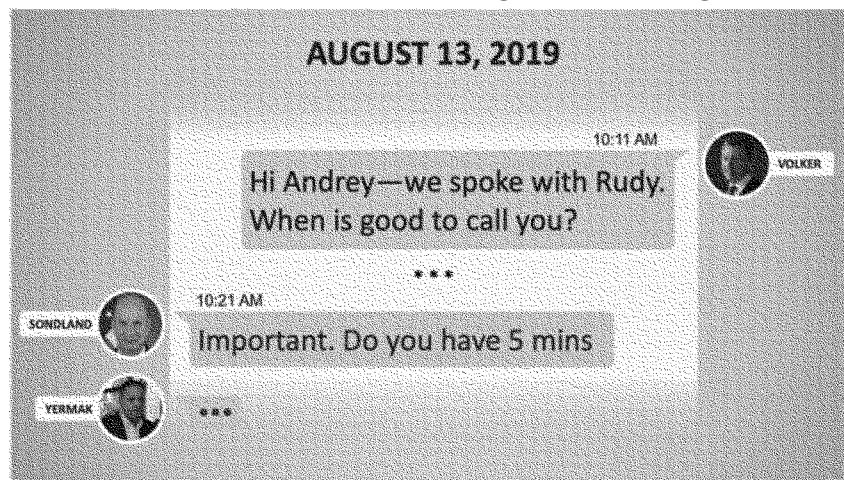 AUGUST 13, 2019
10:11 AM
VOLKER
Hi Andrey—we spoke with Rudy.
When is good to call you?
•••
10:21 AM
SONDLAND
Important. Do you have 5 mins
YERMAK
•••